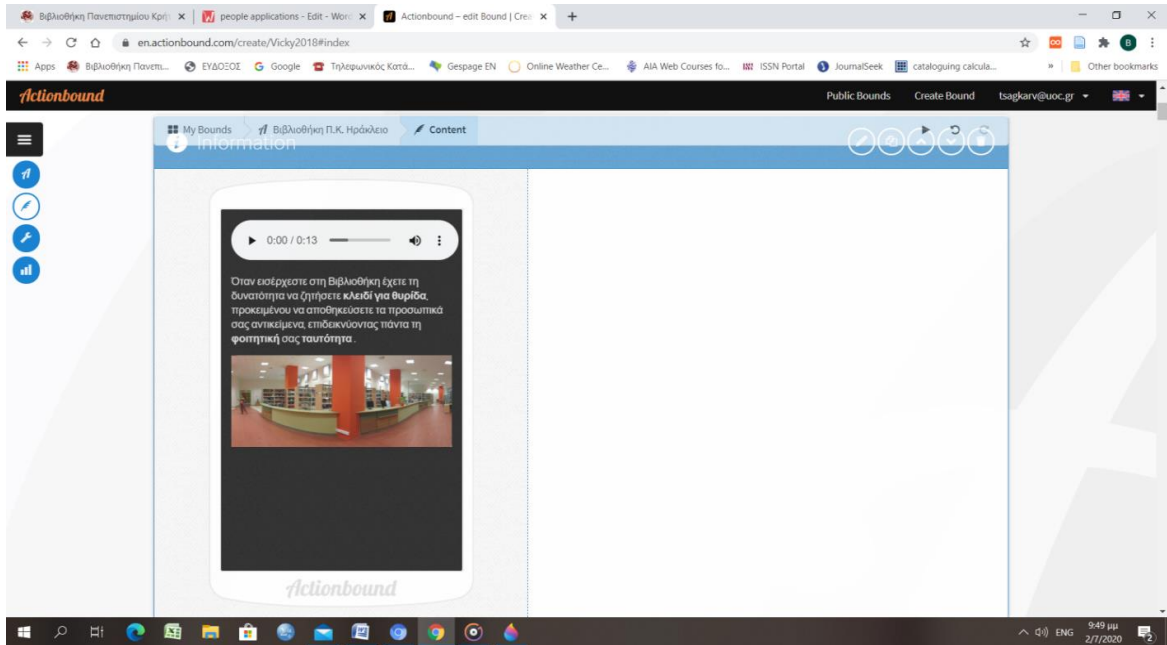 Βιβλιοθήκη Πανεπιστημίου Κρήτ
people applications - Edit - Word
Actionbound – edit Bound | Crea
en.actionbound.com/create/Vicky2018#index
Apps
Βιβλιοθήκη Πανεπι...
ΕΥΔΟΞΟΣ
Google
Τηλεφωνικός Κατά...
Gespage EN
Online Weather Ce...
AIA Web Courses fo...
ISSN Portal
JournalSeek
cataloguing calcula...
»
Other bookmarks
Actionbound
Public Bounds
Create Bound
tsagkarv@uoc.gr
My Bounds
Βιβλιοθήκη Π.Κ. Ηράκλειο
Content
Information
0:00 / 0:13
Όταν εισέρχεστε στη Βιβλιοθήκη έχετε τη
δυνατότητα να ζητήσετε κλειδί για θυρίδα,
προκειμένου να αποθηκεύσετε τα προσωπικά
σας αντικείμενα, επιδεικνύοντας πάντα τη
φοιτητική σας ταυτότητα .
Actionbound
ENG
9:49 μμ
2/7/2020